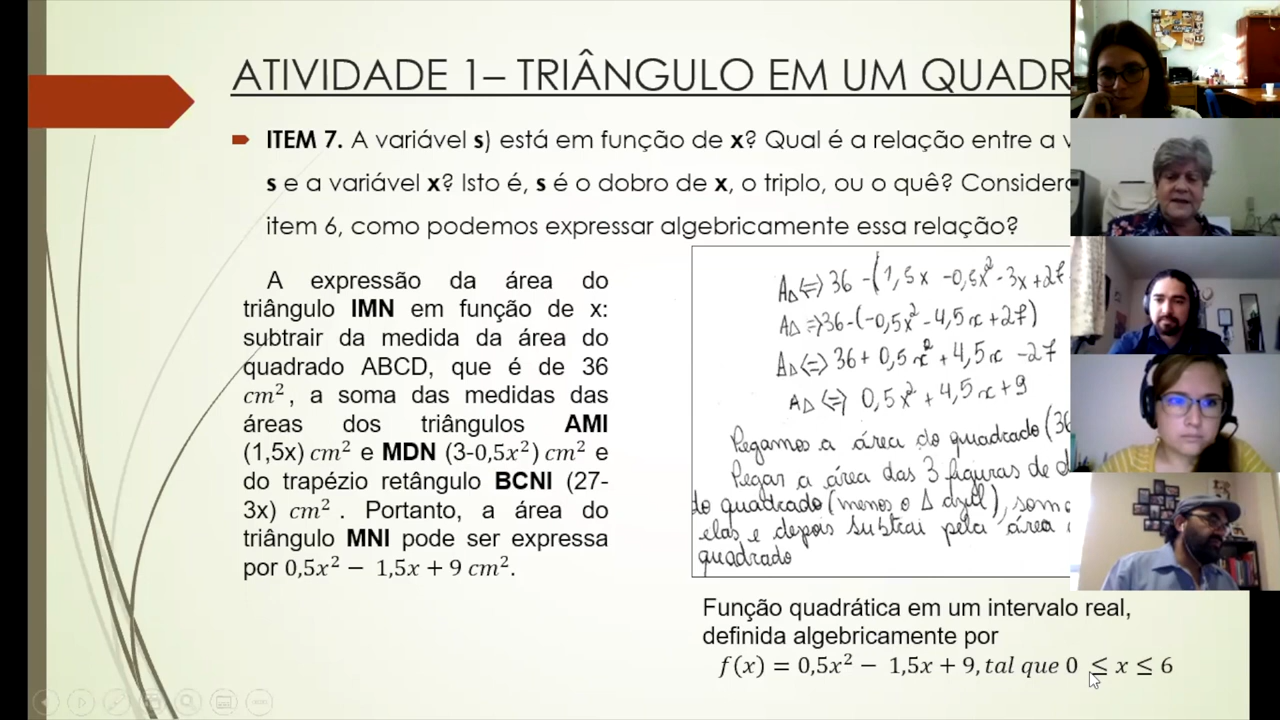 ATIVIDADE 1– TRIÂNGULO EM UM QUADR
ITEM 7. A variável s) está em função de x? Qual é a relação entre a v
s e a variável x? Isto é, s é o dobro de x, o triplo, ou o quê? Consider
item 6, como podemos expressar algebricamente essa relação?
A expressão da área do
triângulo IMN em função de x:
subtrair da medida da área do
quadrado ABCD, que é de 36
cm², a soma das medidas das
áreas dos triângulos AMI
(1,5x) cm² e MDN (3-0,5x²) cm² e
do trapézio retângulo BCNI (27-
3x) cm² . Portanto, a área do
triângulo MNI pode ser expressa
por 0,5x² − 1,5x + 9 cm².
A△ ⇔ 36 -(1,5x -0,5x² -3x+27
A△ ⇒ 36-(-0,5x² -4,5x+27)
A△ ⇔ 36+ 0,5x² +4,5x -27
A△ ⇔ 0,5x² + 4,5x +9
Pegamos a área do quadrado (36
Pegar a área das 3 figuras de d
do quadrado (menos o △ azul), som
elas e depois subtrai pela área
quadrado
Função quadrática em um intervalo real,
definida algebricamente por
f(x) = 0,5x² − 1,5x + 9, tal que 0 ≤ x ≤ 6